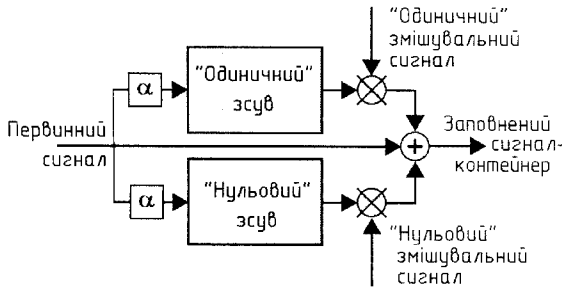 "Одиничний"
змішувальний
сигнал
α
"Одиничний"
зсув
Первинний
сигнал
+
Заповнений
сигнал-
контейнер
α
"Нульовий"
зсув
"Нульовий"
змішувальний
сигнал